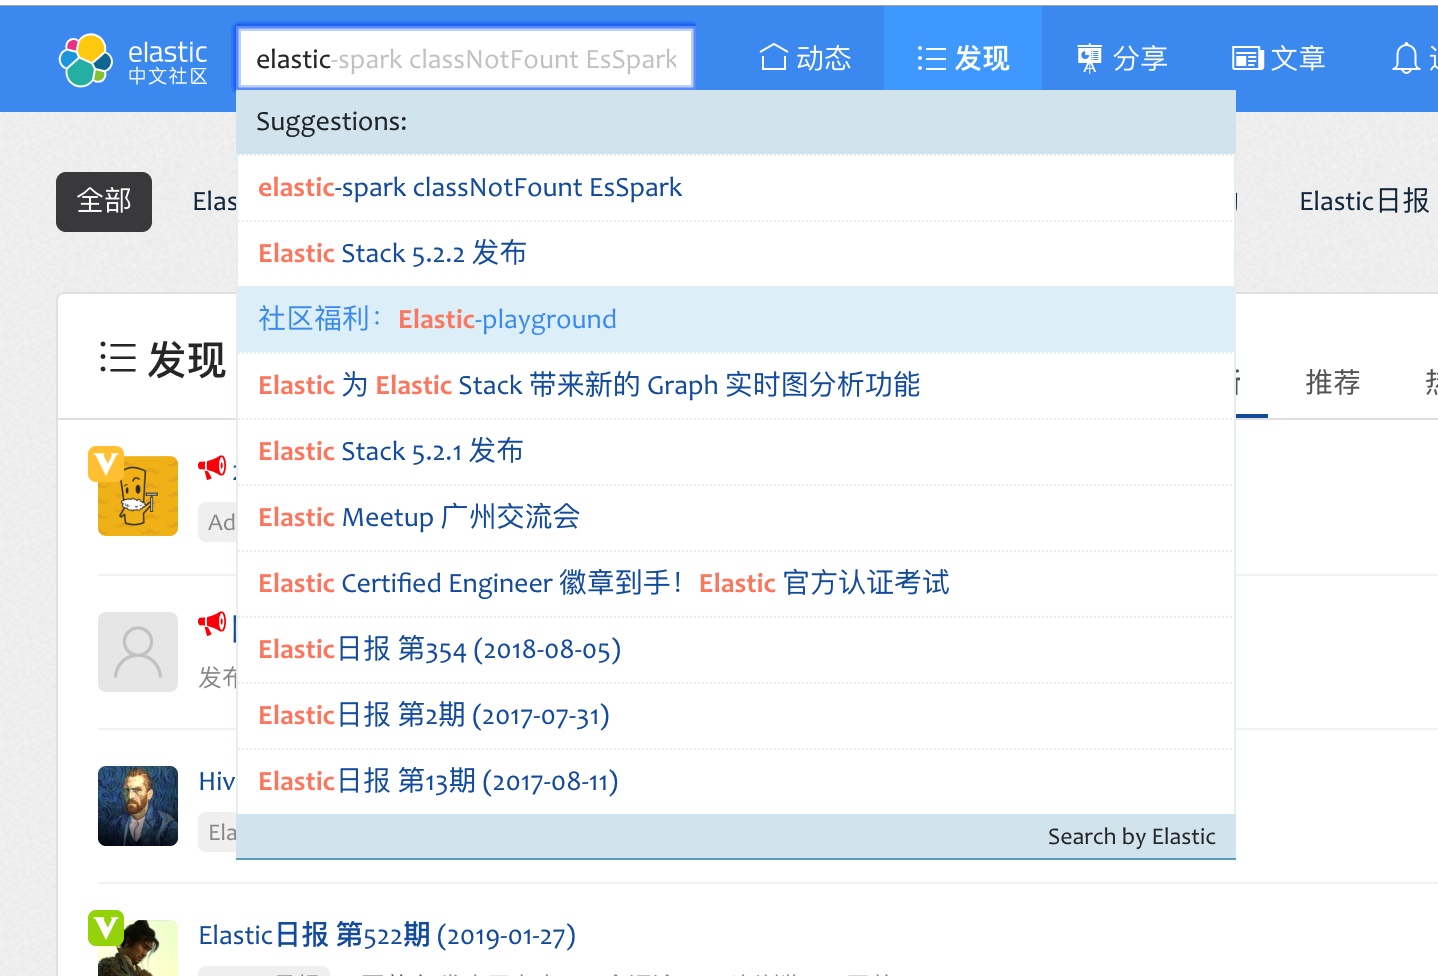 elastic
中文社区
elastic-spark classNotFount EsSpark
动态
发现
分享
文章
Suggestions:
elastic-spark classNotFount EsSpark
Elastic Stack 5.2.2 发布
社区福利：Elastic-playground
Elastic 为 Elastic Stack 带来新的 Graph 实时图分析功能
Elastic Stack 5.2.1 发布
Elastic Meetup 广州交流会
Elastic Certified Engineer 徽章到手！Elastic 官方认证考试
Elastic日报 第354 (2018-08-05)
Elastic日报 第2期 (2017-07-31)
Elastic日报 第13期 (2017-08-11)
Search by Elastic
全部
Elas
Elastic日报
发现
推荐
V
Ad
发布
Hiv
Ela
V
Elastic日报 第522期 (2019-01-27)